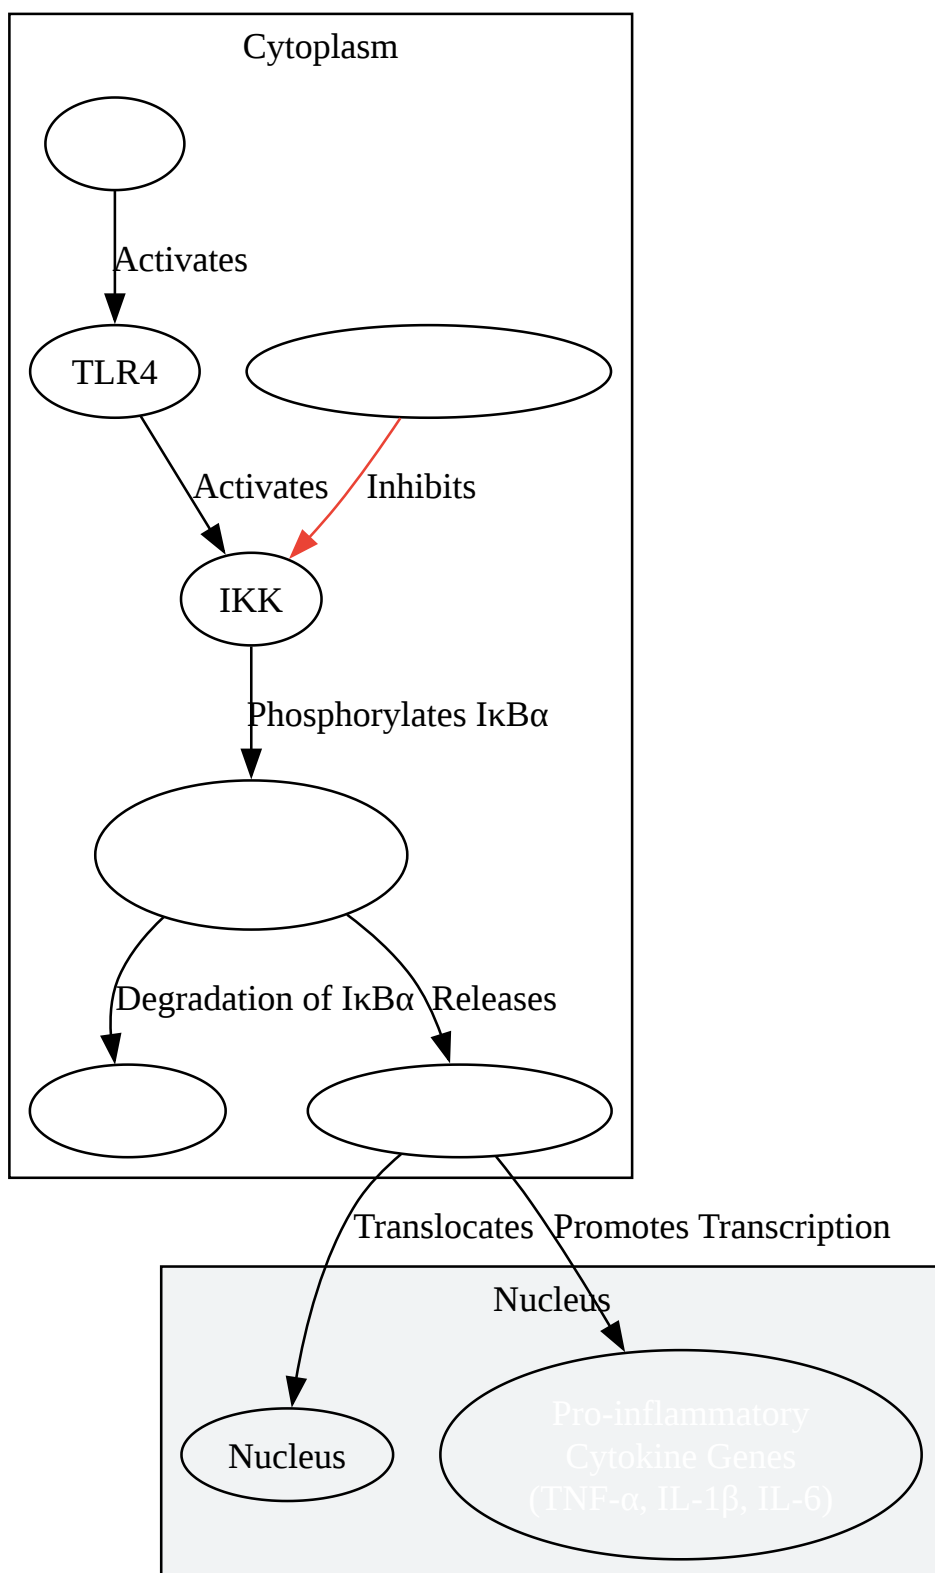 Cytoplasm
Activates
TLR4
Activates
Inhibits
IKK
Phosphorylates IκBα
Degradation of IκBα
Releases
Translocates
Promotes Transcription
Nucleus
Nucleus
Pro-inflammatory
Cytokine Genes
(TNF-α, IL-1β, IL-6)